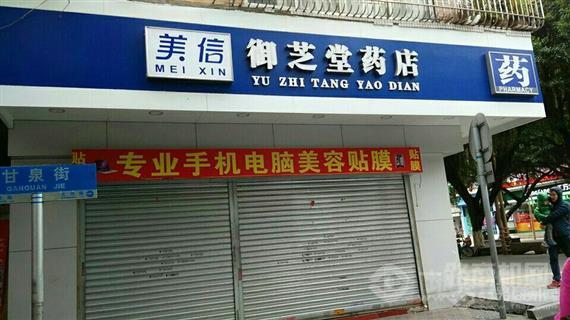 美信
MEI XIN
御芝堂药店
YU ZHI TANG YAO DIAN
药
PHARMACY
贴
专业手机电脑美容贴膜
贴膜
甘泉街
GANQUAN JIE